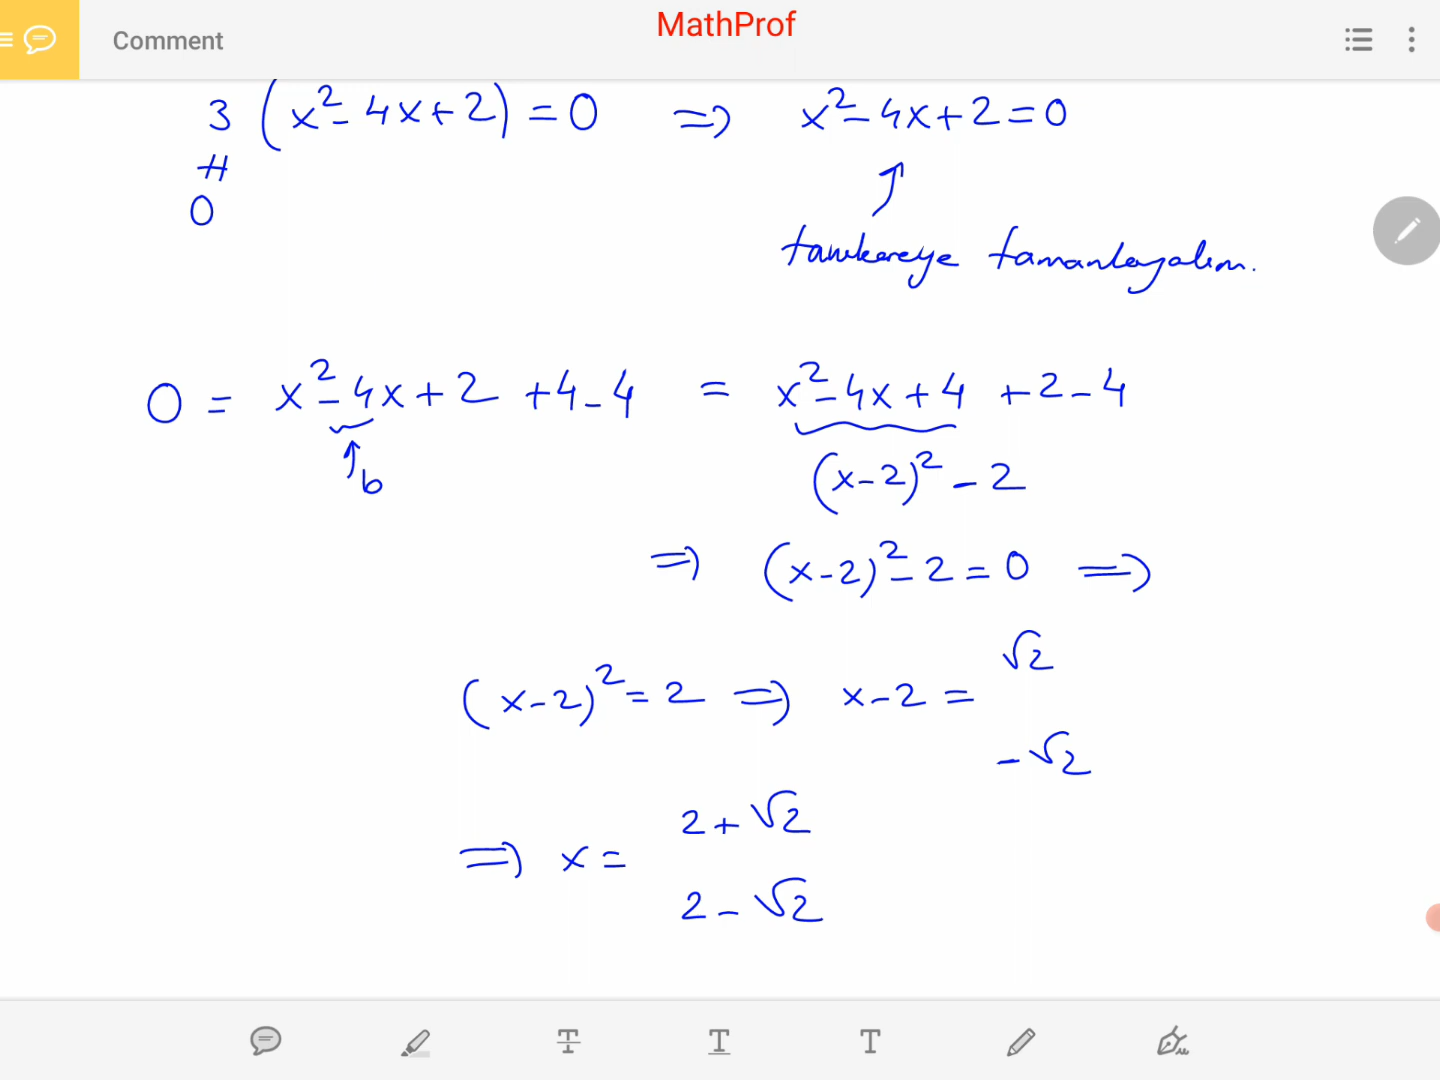 MathProf
Comment
3 (x²-4x+2)=0 => x²-4x+2=0
≠
0
tamkareye tamamlayalım.
0 = x²-4x+2 +4-4 = x²-4x+4 +2-4
b
(x-2)²-2
=> (x-2)²-2=0 =>
√2
(x-2)²=2 => x-2=
-√2
2+√2
=> x=
2-√2
T T T